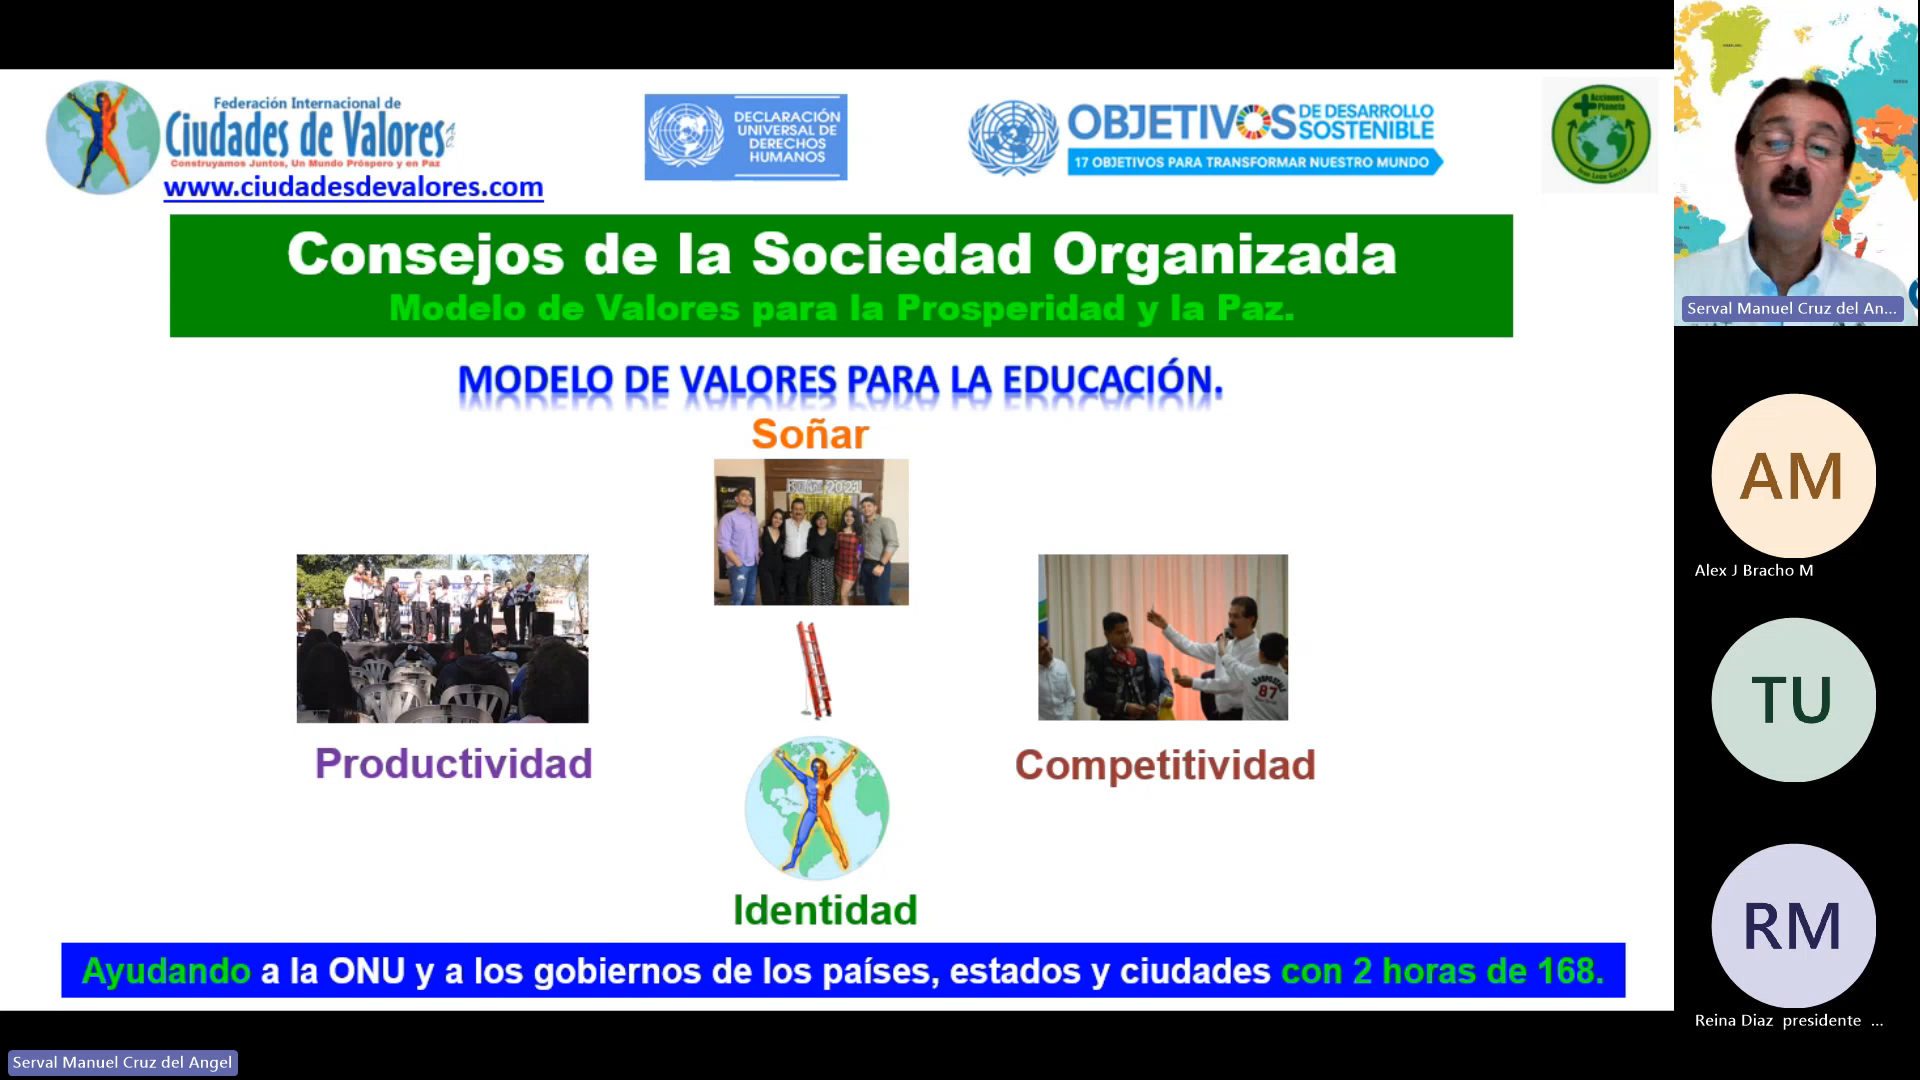 Federación Internacional de
Ciudades de Valores A.C.
Construyamos Juntos, Un Mundo Próspero y en Paz
www.ciudadesdevalores.com
DECLARACIÓN
UNIVERSAL DE
DERECHOS
HUMANOS
OBJETIVOS DE DESARROLLO
SOSTENIBLE
17 OBJETIVOS PARA TRANSFORMAR NUESTRO MUNDO
+ Acciones
Planeta
Consejos de la Sociedad Organizada
Modelo de Valores para la Prosperidad y la Paz.
MODELO DE VALORES PARA LA EDUCACIÓN.
Soñar
2021
87
Productividad
Competitividad
Identidad
Ayudando a la ONU y a los gobiernos de los países, estados y ciudades con 2 horas de 168.
Serval Manuel Cruz del An...
AM
Alex J Bracho M
TU
RM
Reina Diaz presidente ...
Serval Manuel Cruz del Angel